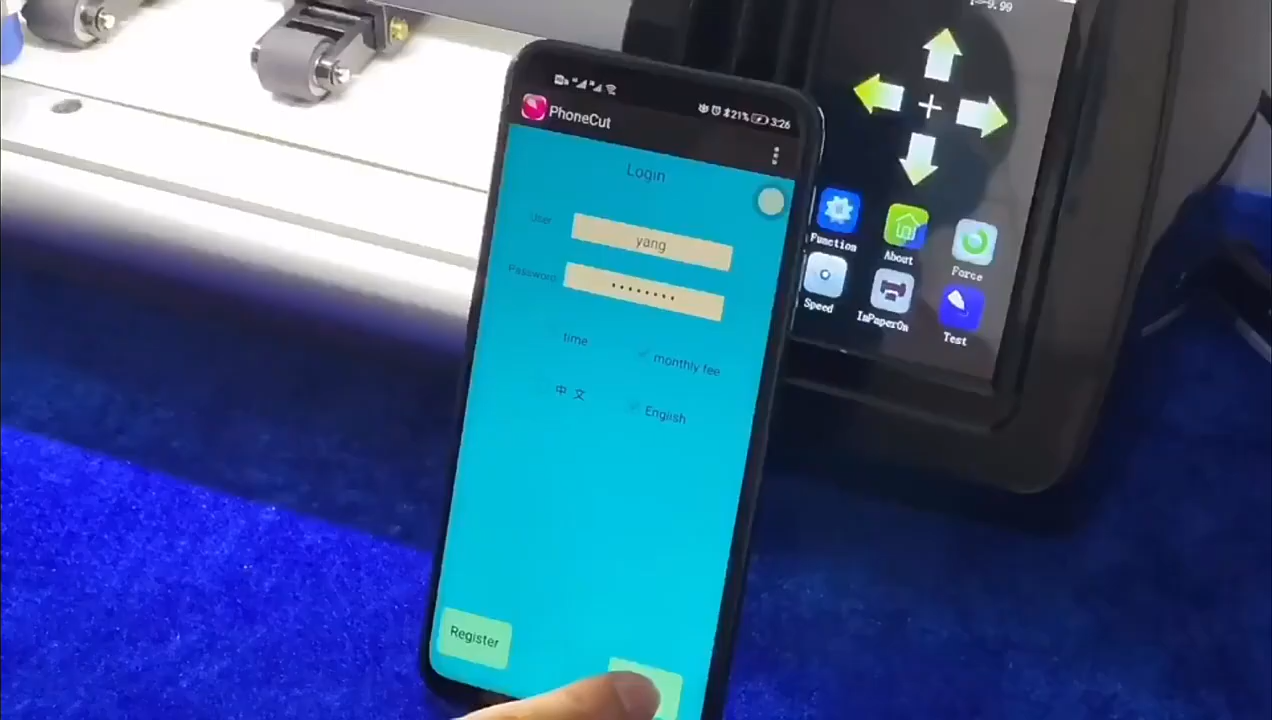 21% 3:26
PhoneCut
Login
User
yang
Password
••••••••
time
monthly fee
中 文
English
Register
Function
About
Force
Speed
InPaperOn
Test